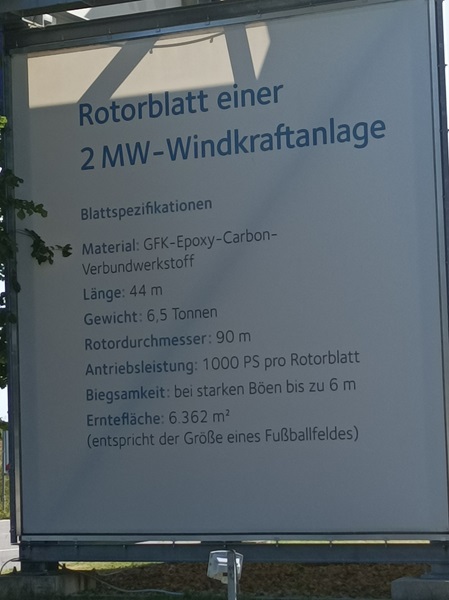 Rotorblatt einer
2 MW-Windkraftanlage
Blattspezifikationen
Material: GFK-Epoxy-Carbon-
Verbundwerkstoff
Länge: 44 m
Gewicht: 6,5 Tonnen
Rotordurchmesser: 90 m
Antriebsleistung: 1000 PS pro Rotorblatt
Biegsamkeit: bei starken Böen bis zu 6 m
Erntefläche: 6.362 m²
(entspricht der Größe eines Fußballfeldes)